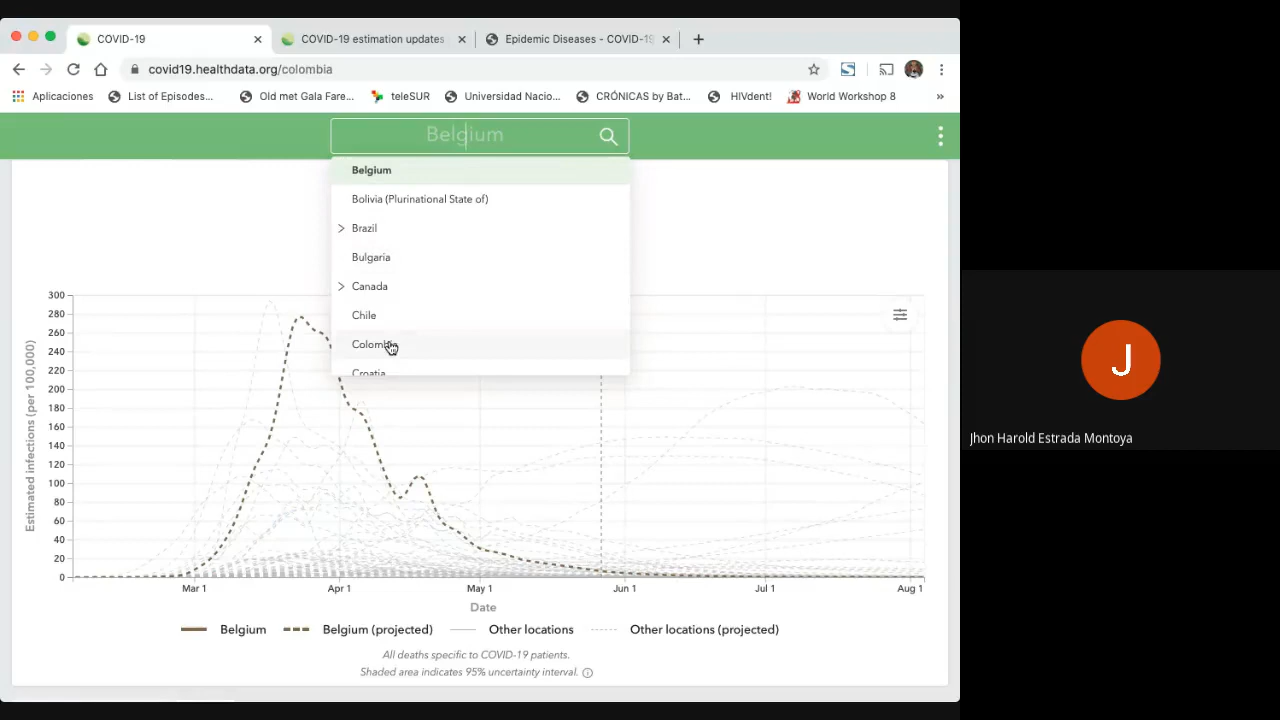 COVID-19
COVID-19 estimation updates
Epidemic Diseases - COVID-19
covid19.healthdata.org/colombia
Aplicaciones
List of Episodes...
Old met Gala Fare...
teleSUR
Universidad Nacio...
CRÓNICAS by Bat...
HIVdent!
World Workshop 8
»
Belgium
Belgium
Bolivia (Plurinational State of)
Brazil
Bulgaria
Canada
Chile
Colombia
Croatia
Estimated infections (per 100,000)
300
280
260
240
220
200
180
160
140
120
100
80
60
40
20
0
Mar 1
Apr 1
May 1
Jun 1
Jul 1
Aug 1
Date
Belgium
Belgium (projected)
Other locations
Other locations (projected)
All deaths specific to COVID-19 patients.
Shaded area indicates 95% uncertainty interval.
J
Jhon Harold Estrada Montoya